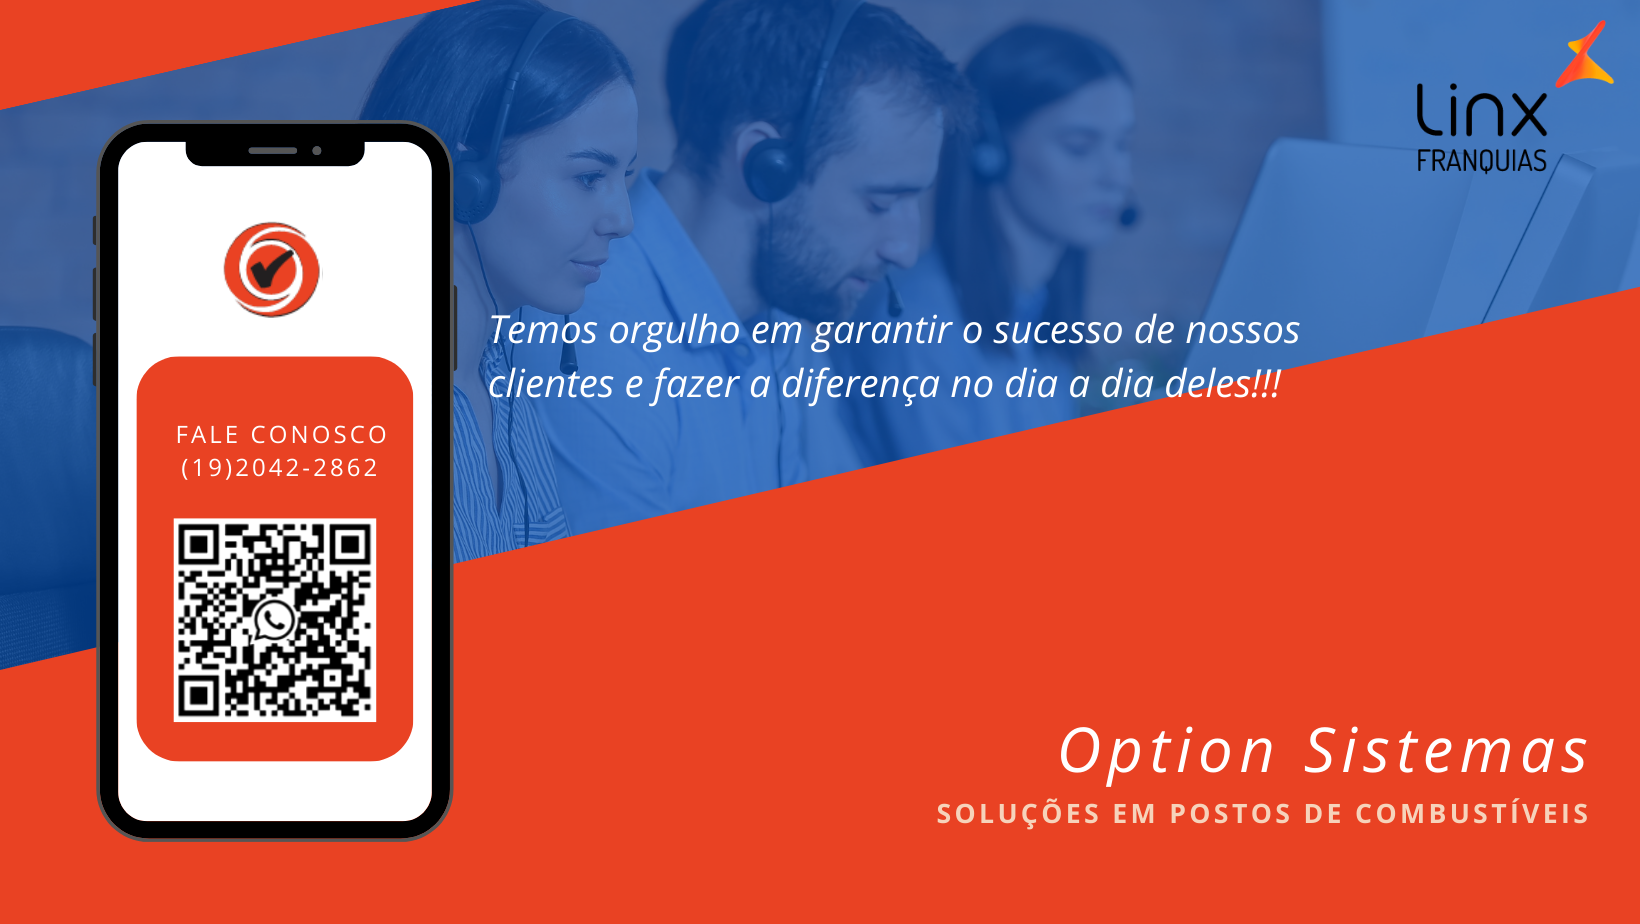 Linx
FRANQUIAS
Temos orgulho em garantir o sucesso de nossos
clientes e fazer a diferença no dia a dia deles!!!
FALE CONOSCO
(19)2042-2862
Option Sistemas
SOLUÇÕES EM POSTOS DE COMBUSTÍVEIS